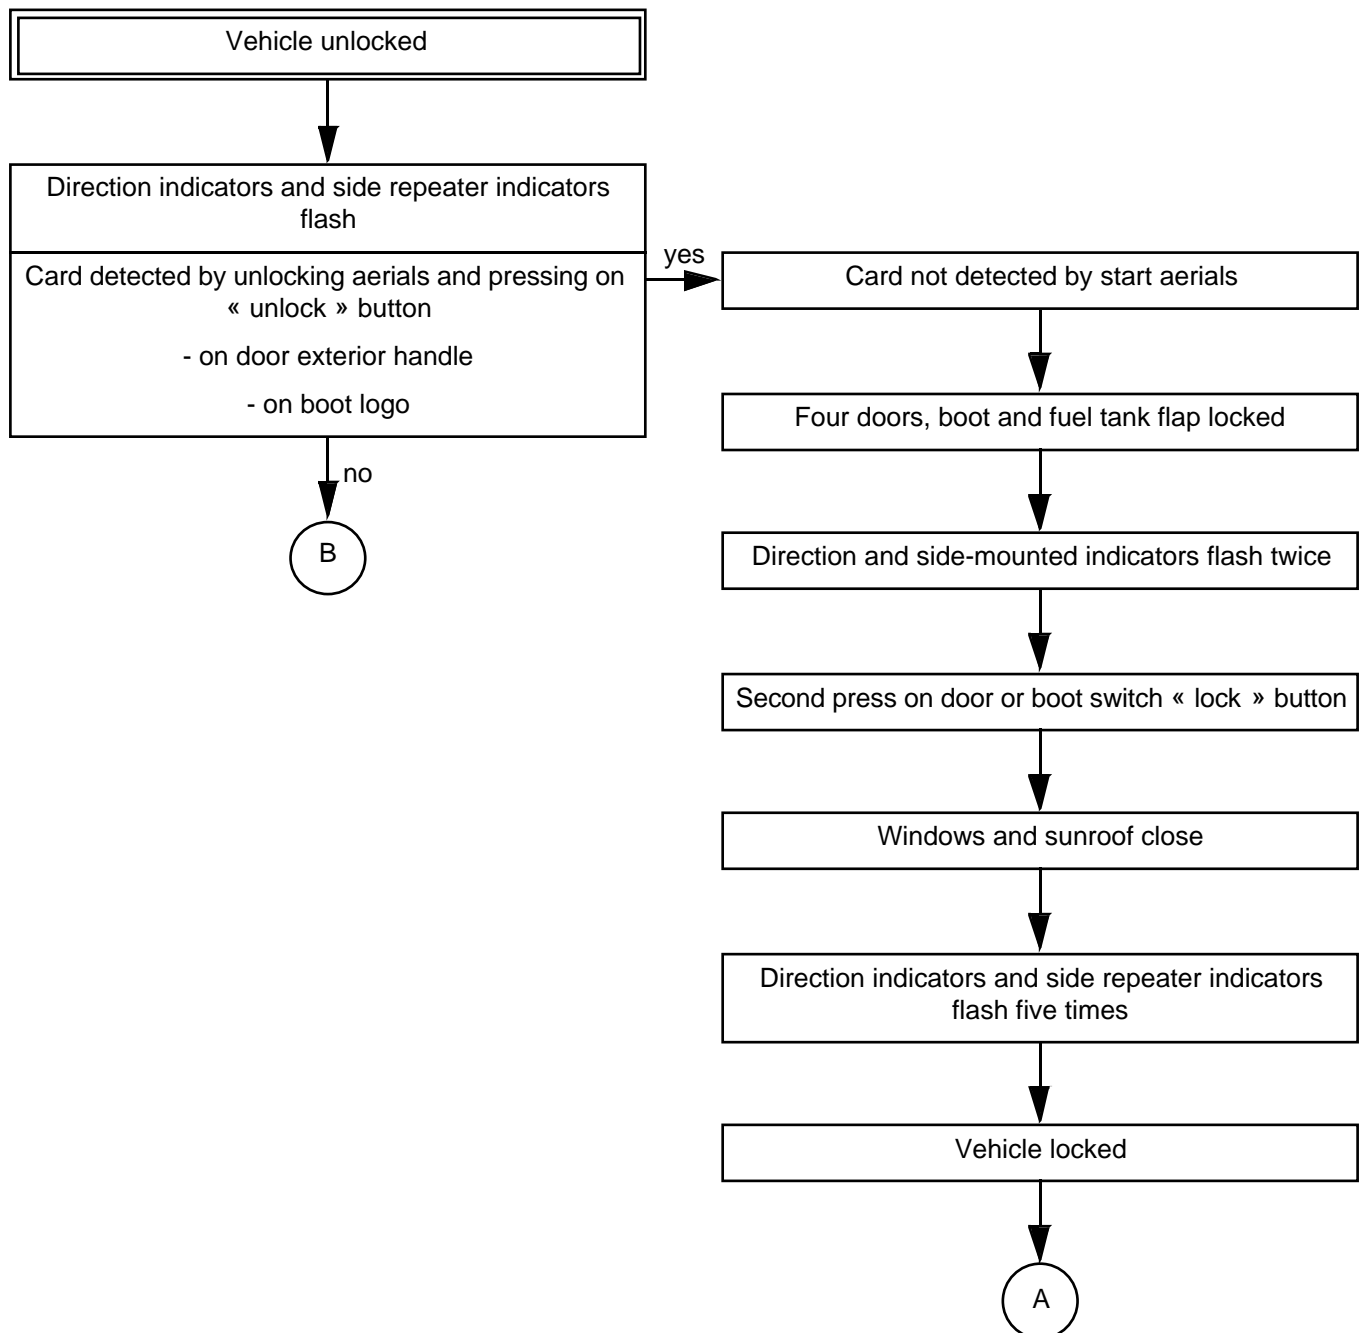 Vehicle unlocked
Direction indicators and side repeater indicators
flash
Card detected by unlocking aerials and pressing on
« unlock » button
- on door exterior handle
- on boot logo
no
B
yes
Card not detected by start aerials
Four doors, boot and fuel tank flap locked
Direction and side-mounted indicators flash twice
Second press on door or boot switch « lock » button
Windows and sunroof close
Direction indicators and side repeater indicators
flash five times
Vehicle locked
A